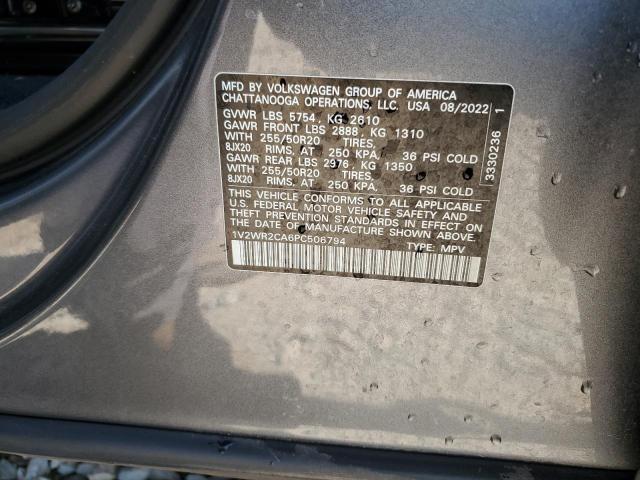 MFD BY VOLKSWAGEN GROUP OF AMERICA
CHATTANOOGA OPERATIONS, LLC. USA 08/2022
GVWR LBS 5754, KG 2610
GAWR FRONT LBS 2888, KG 1310
WITH 255/50R20 TIRES,
8JX20 RIMS, AT 250 KPA/ 36 PSI COLD
GAWR REAR LBS 2976, KG 1350
WITH 255/50R20 TIRES,
8JX20 RIMS, AT 250 KPA, 36 PSI COLD
THIS VEHICLE CONFORMS TO ALL APPLICABLE
U.S. FEDERAL MOTOR VEHICLE SAFETY AND
THEFT PREVENTION STANDARDS IN EFFECT ON
THE DATE OF MANUFACTURE SHOWN ABOVE.
1V2WR2CA6PC506794 TYPE: MPV
3330236 1